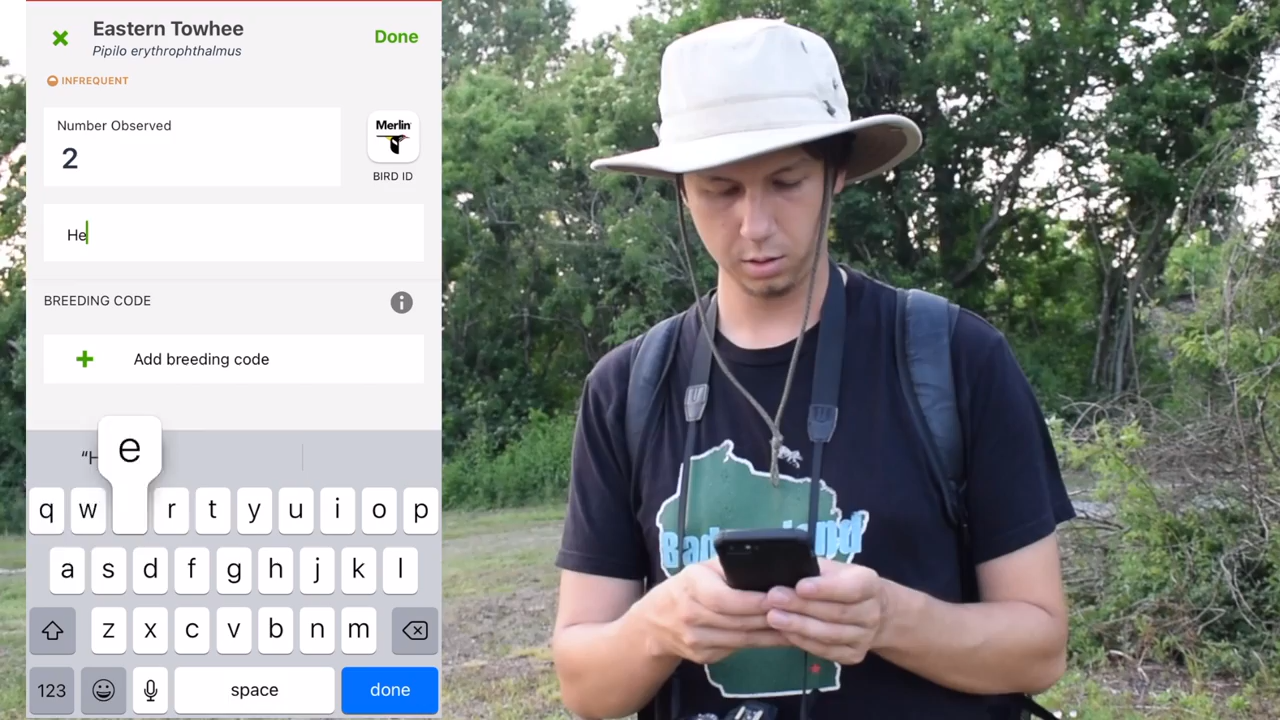 Eastern Towhee
Done
Pipilo erythrophthalmus
INFREQUENT
Number Observed
2
Merlin
BIRD ID
He
BREEDING CODE
Add breeding code
e
q w r t y u i o p
a s d f g h j k l
z x c v b n m
123 space done